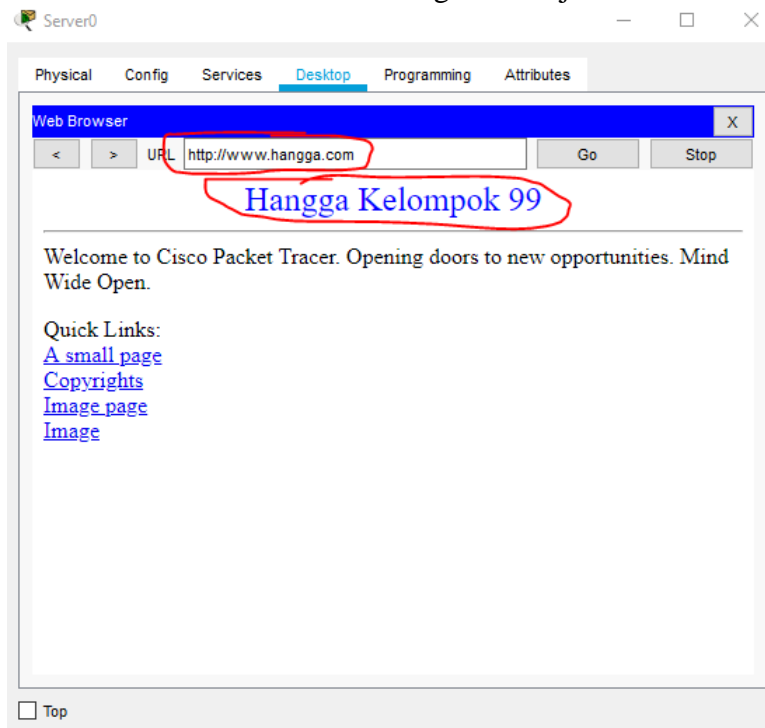 Server0
Physical Config Services Desktop Programming Attributes
Web Browser X
< > URL http://www.hangga.com Go Stop
Hangga Kelompok 99
Welcome to Cisco Packet Tracer. Opening doors to new opportunities. Mind
Wide Open.
Quick Links:
A small page
Copyrights
Image page
Image
Top